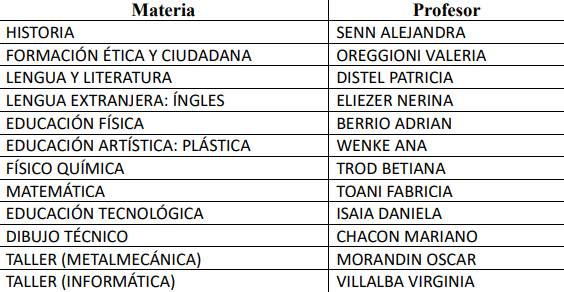 Materia Profesor
HISTORIA SENN ALEJANDRA
FORMACIÓN ÉTICA Y CIUDADANA OREGGIONI VALERIA
LENGUA Y LITERATURA DISTEL PATRICIA
LENGUA EXTRANJERA: ÍNGLES ELIEZER NERINA
EDUCACIÓN FÍSICA BERRIO ADRIAN
EDUCACIÓN ARTÍSTICA: PLÁSTICA WENKE ANA
FÍSICO QUÍMICA TROD BETIANA
MATEMÁTICA TOANI FABRICIA
EDUCACIÓN TECNOLÓGICA ISAIA DANIELA
DIBUJO TÉCNICO CHACON MARIANO
TALLER (METALMECÁNICA) MORANDIN OSCAR
TALLER (INFORMÁTICA) VILLALBA VIRGINIA